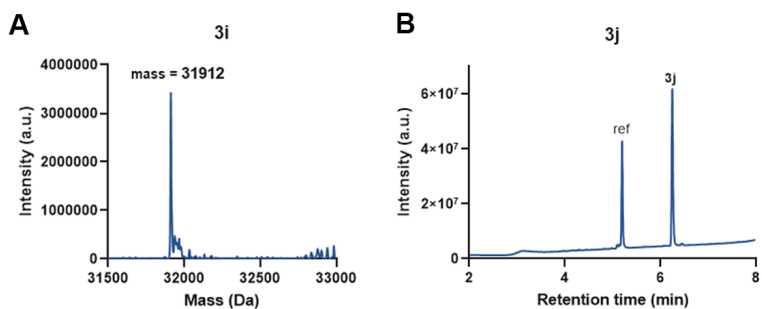 A
3i
mass = 31912
4000000
3000000
2000000
1000000
0
Intensity (a.u.)
31500 32000 32500 33000
Mass (Da)
B
3j
ref
3j
6×10⁷
4×10⁷
2×10⁷
0
Intensity (a.u.)
2 4 6 8
Retention time (min)